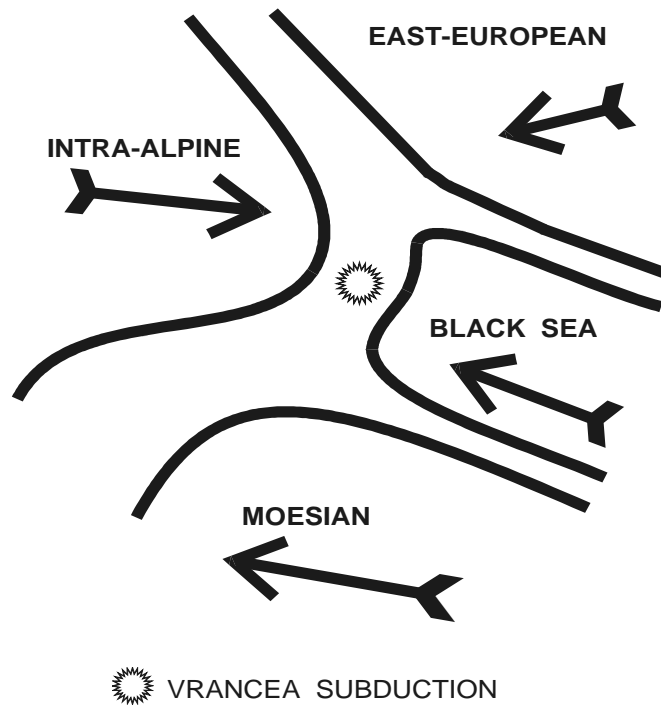 EAST-EUROPEAN
INTRA-ALPINE
BLACK SEA
MOESIAN
VRANCEA SUBDUCTION